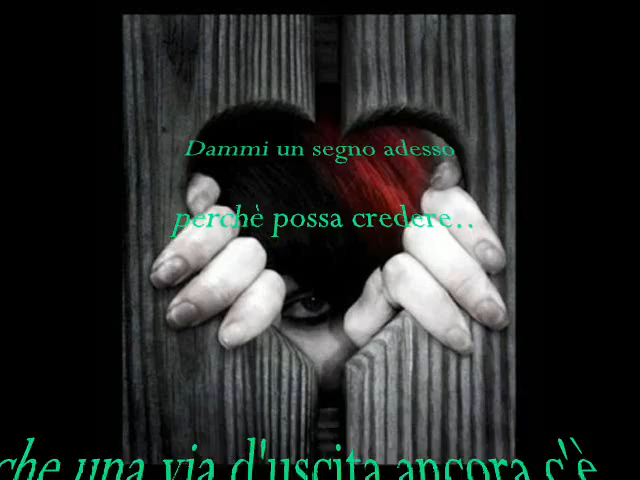 Dammi un segno adesso
perchè possa credere..
che una via d'uscita ancora c'è